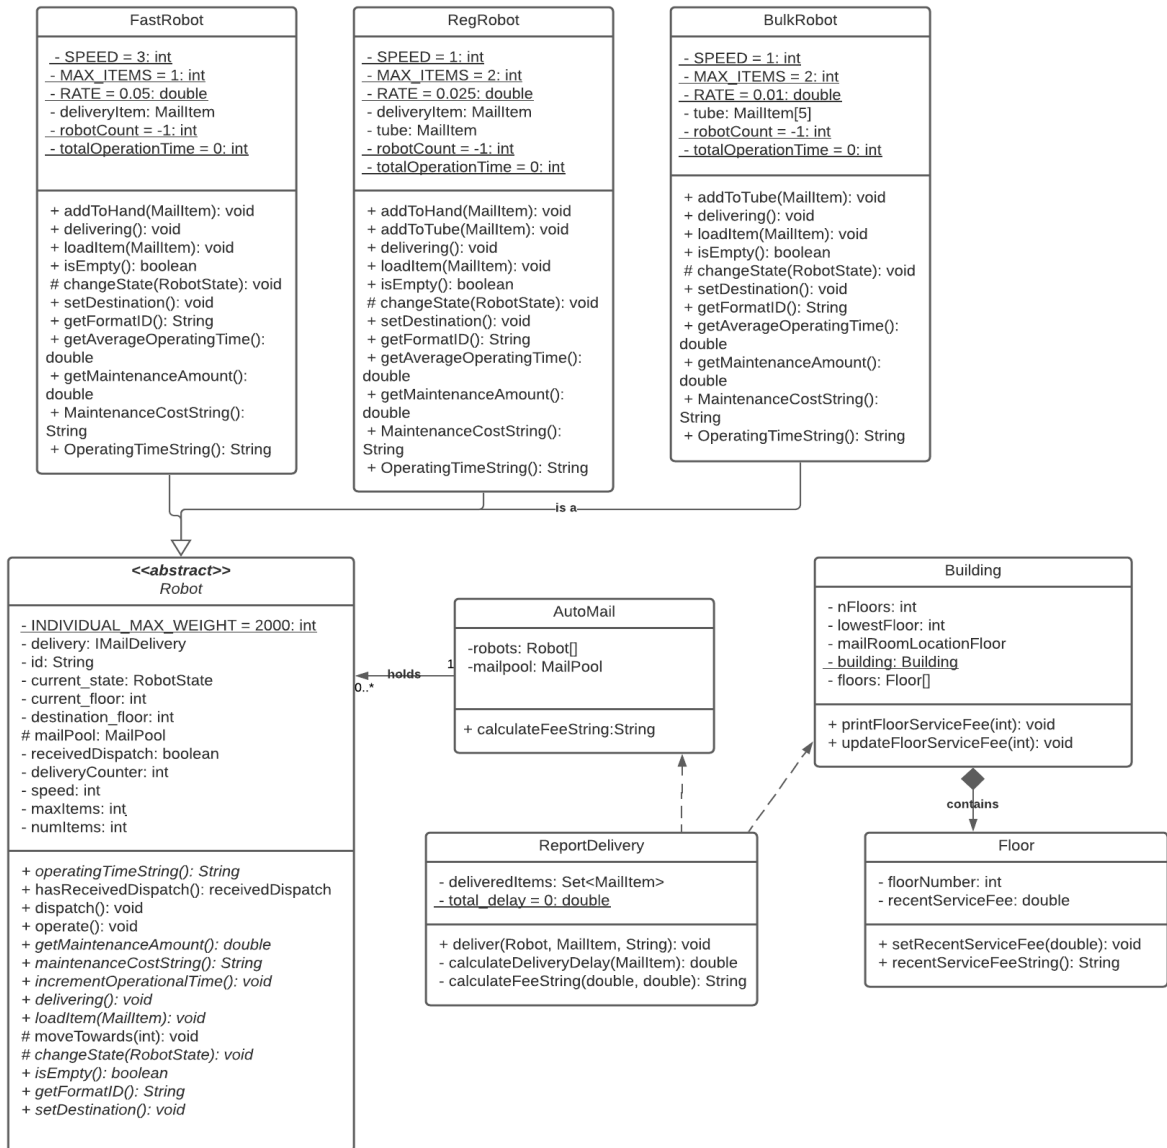 FastRobot
- SPEED = 3: int
- MAX_ITEMS = 1: int
- RATE = 0.05: double
- deliveryItem: MailItem
- robotCount = -1: int
- totalOperationTime = 0: int
+ addToHand(MailItem): void
+ delivering(): void
+ loadItem(MailItem): void
+ isEmpty(): boolean
# changeState(RobotState): void
+ setDestination(): void
+ getFormatID(): String
+ getAverageOperatingTime():
double
+ getMaintenanceAmount():
double
+ MaintenanceCostString():
String
+ OperatingTimeString(): String
RegRobot
- SPEED = 1: int
- MAX_ITEMS = 2: int
- RATE = 0.025: double
- deliveryItem: MailItem
- tube: MailItem
- robotCount = -1: int
- totalOperationTime = 0: int
+ addToHand(MailItem): void
+ addToTube(MailItem): void
+ delivering(): void
+ loadItem(MailItem): void
+ isEmpty(): boolean
# changeState(RobotState): void
+ setDestination(): void
+ getFormatID(): String
+ getAverageOperatingTime():
double
+ getMaintenanceAmount():
double
+ MaintenanceCostString():
String
+ OperatingTimeString(): String
BulkRobot
- SPEED = 1: int
- MAX_ITEMS = 2: int
- RATE = 0.01: double
- tube: MailItem[5]
- robotCount = -1: int
- totalOperationTime = 0: int
+ addToTube(MailItem): void
+ delivering(): void
+ loadItem(MailItem): void
+ isEmpty(): boolean
# changeState(RobotState): void
+ setDestination(): void
+ getFormatID(): String
+ getAverageOperatingTime():
double
+ getMaintenanceAmount():
double
+ MaintenanceCostString():
String
+ OperatingTimeString(): String
is a
<<abstract>>
Robot
- INDIVIDUAL_MAX_WEIGHT = 2000: int
- delivery: IMailDelivery
- id: String
- current_state: RobotState
- current_floor: int
- destination_floor: int
# mailPool: MailPool
- receivedDispatch: boolean
- deliveryCounter: int
- speed: int
- maxItems: int
- numItems: int
+ operatingTimeString(): String
+ hasReceivedDispatch(): receivedDispatch
+ dispatch(): void
+ operate(): void
+ getMaintenanceAmount(): double
+ maintenanceCostString(): String
+ incrementOperationalTime(): void
+ delivering(): void
+ loadItem(MailItem): void
# moveTowards(int): void
# changeState(RobotState): void
+ isEmpty(): boolean
+ getFormatID(): String
+ setDestination(): void
holds
1
0..*
AutoMail
-robots: Robot[]
-mailpool: MailPool
+ calculateFeeString:String
Building
- nFloors: int
- lowestFloor: int
- mailRoomLocationFloor
- building: Building
- floors: Floor[]
+ printFloorServiceFee(int): void
+ updateFloorServiceFee(int): void
contains
ReportDelivery
- deliveredItems: Set<MailItem>
- total_delay = 0: double
+ deliver(Robot, MailItem, String): void
- calculateDeliveryDelay(MailItem): double
- calculateFeeString(double, double): String
Floor
- floorNumber: int
- recentServiceFee: double
+ setRecentServiceFee(double): void
+ recentServiceFeeString(): String